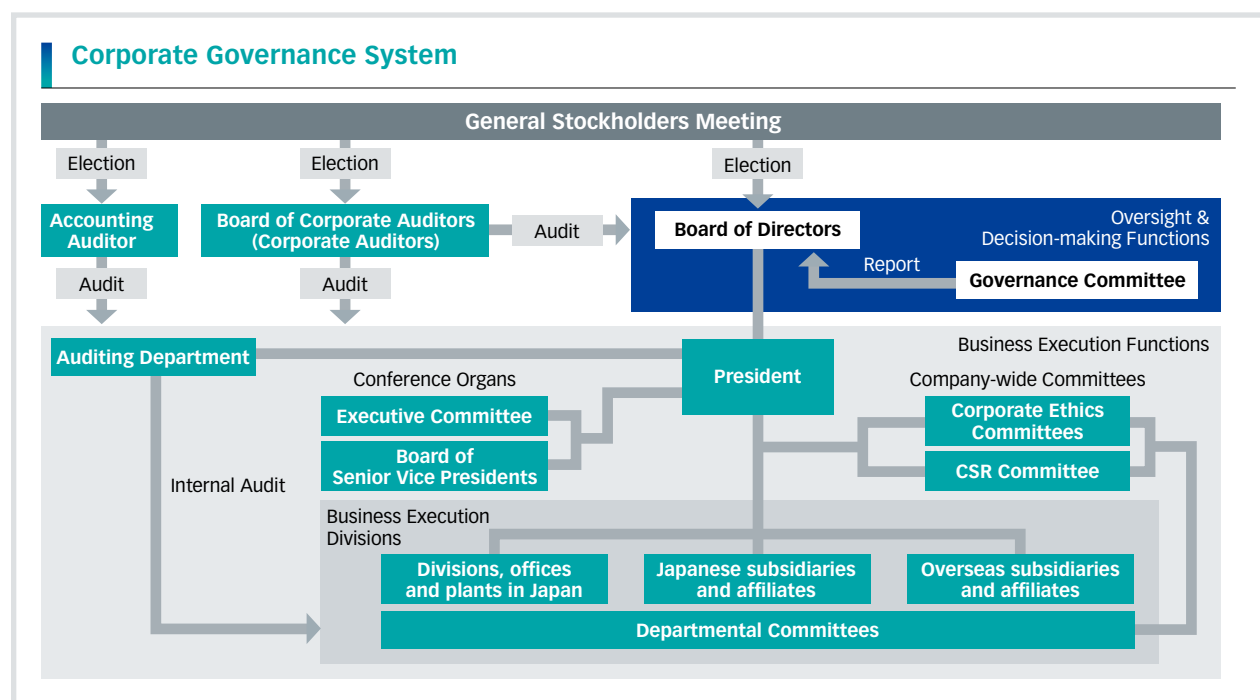 Corporate Governance System
General Stockholders Meeting
Election
Election
Election
Accounting
Auditor
Board of Corporate Auditors
(Corporate Auditors)
Audit
Board of Directors
Oversight &
Decision-making Functions
Report
Governance Committee
Audit
Audit
Auditing Department
President
Business Execution Functions
Conference Organs
Company-wide Committees
Executive Committee
Corporate Ethics
Committees
Board of
Senior Vice Presidents
CSR Committee
Internal Audit
Business Execution
Divisions
Divisions, offices
and plants in Japan
Japanese subsidiaries
and affiliates
Overseas subsidiaries
and affiliates
Departmental Committees